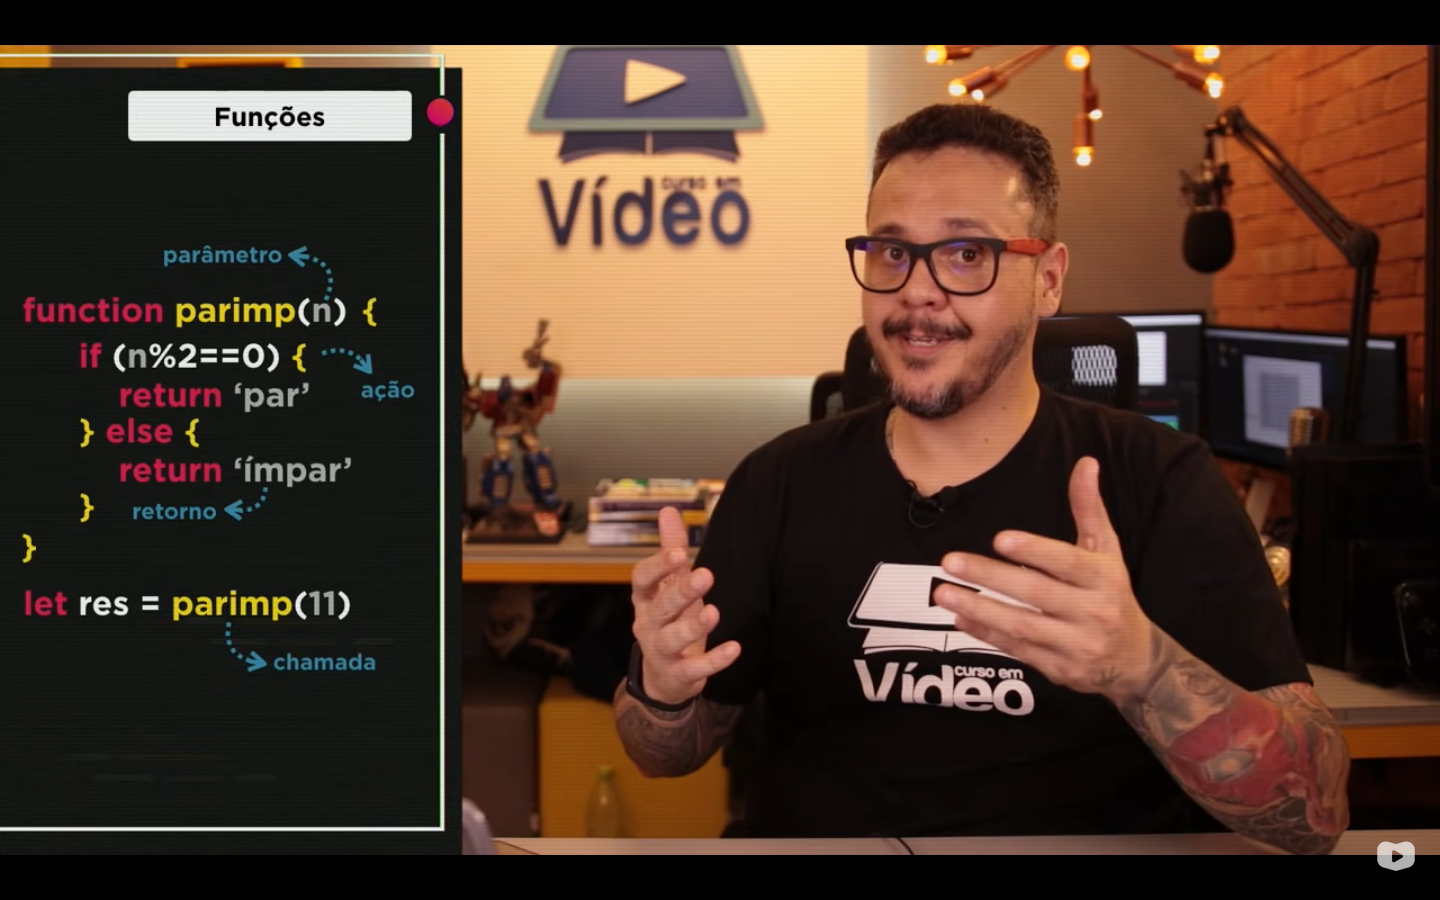 Funções
parâmetro
function parimp(n) {
if (n%2==0) {
ação
return ‘par’
} else {
return ‘ímpar’
}
retorno
}
let res = parimp(11)
chamada
curso em
Vídeo
curso em
Vídeo